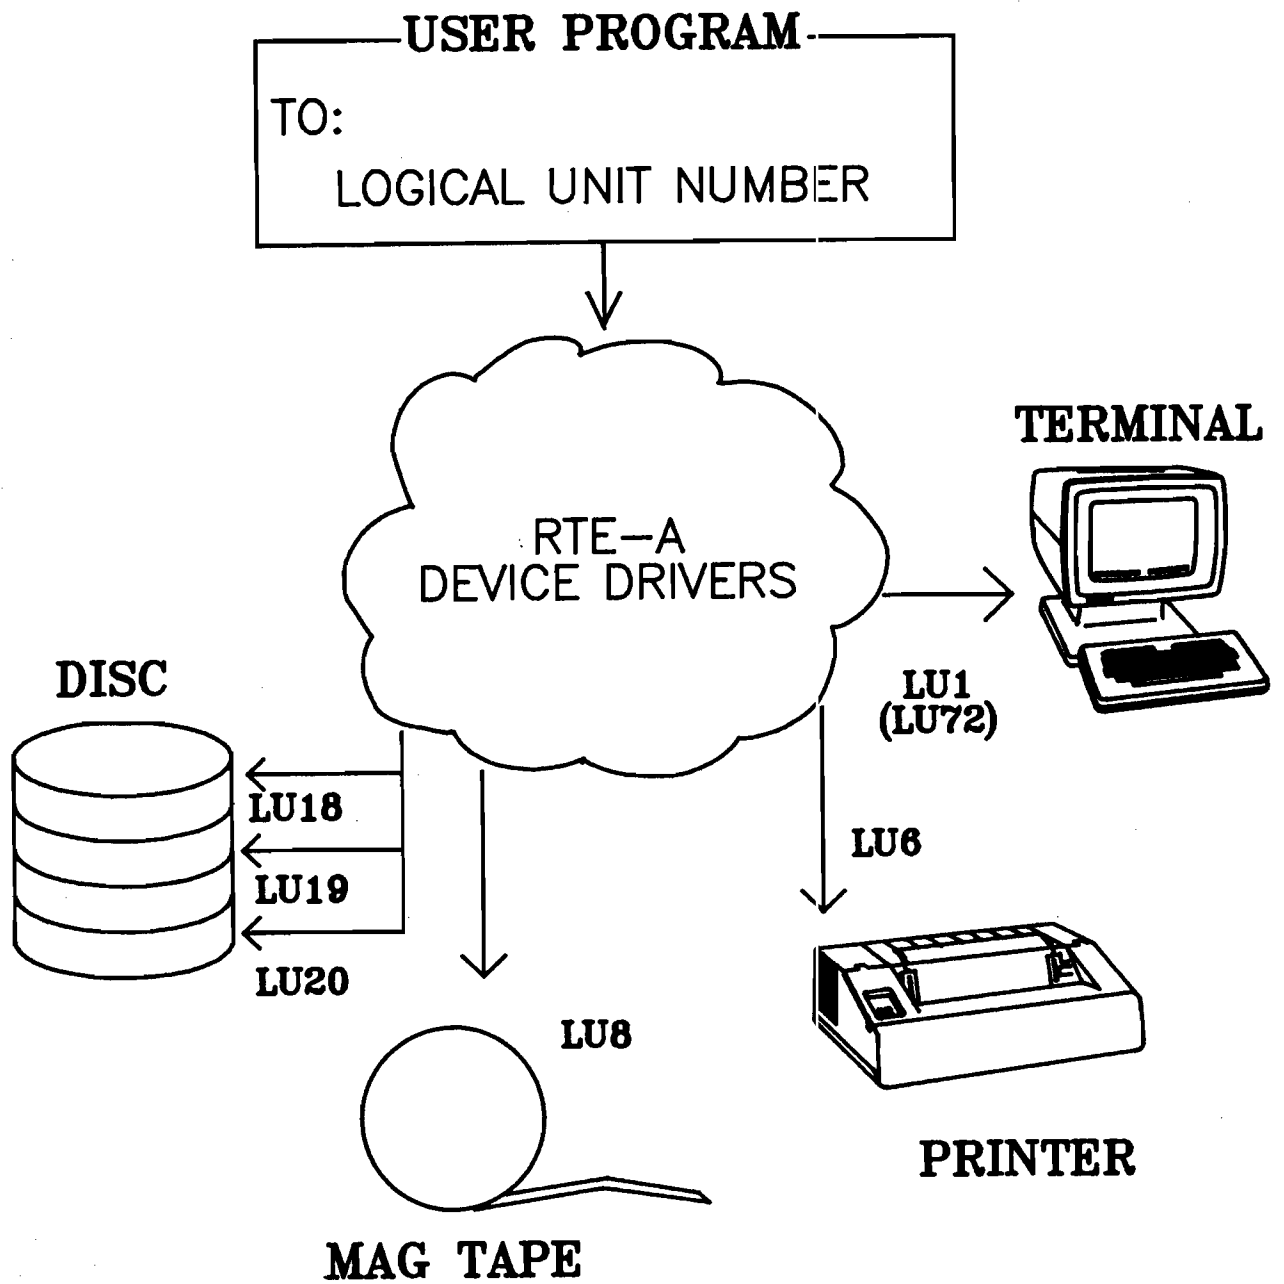 USER PROGRAM
TO:
LOGICAL UNIT NUMBER
RTE-A
DEVICE DRIVERS
TERMINAL
LU1
(LU72)
DISC
LU18
LU19
LU20
LU6
LU8
PRINTER
MAG TAPE